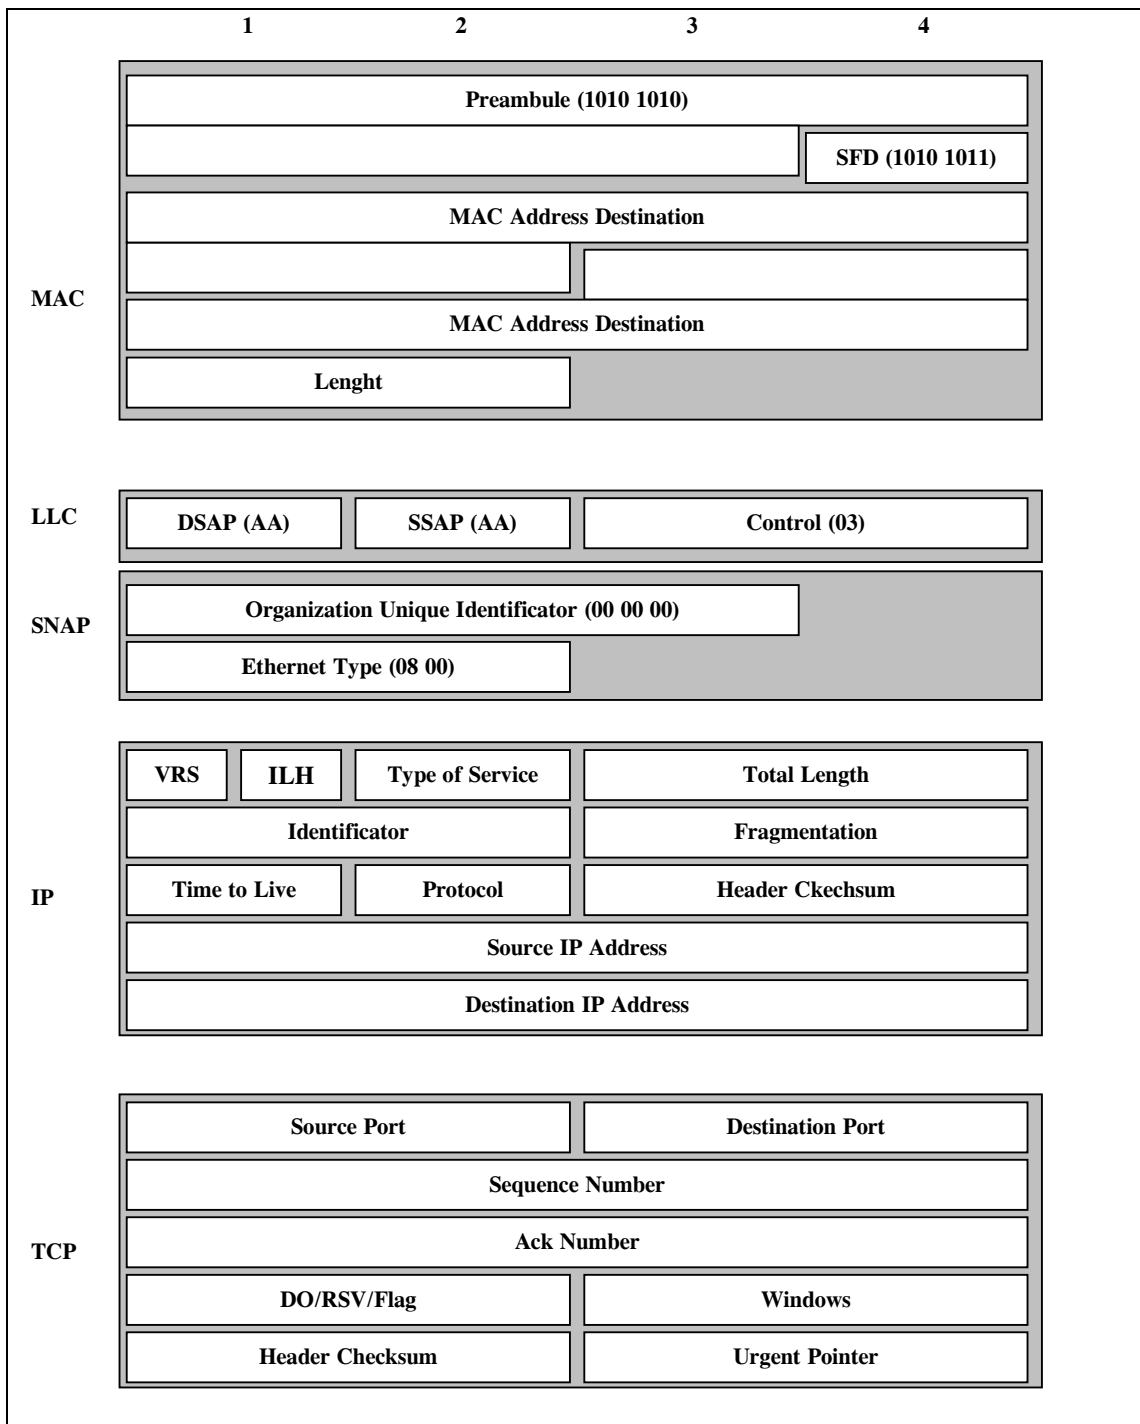 1 2 3 4
Preambule (1010 1010)
SFD (1010 1011)
MAC Address Destination
MAC
MAC Address Destination
Lenght
LLC
DSAP (AA) SSAP (AA) Control (03)
SNAP
Organization Unique Identificator (00 00 00)
Ethernet Type (08 00)
VRS ILH Type of Service Total Length
Identificator Fragmentation
IP
Time to Live Protocol Header Ckechsum
Source IP Address
Destination IP Address
Source Port Destination Port
Sequence Number
TCP
Ack Number
DO/RSV/Flag Windows
Header Checksum Urgent Pointer